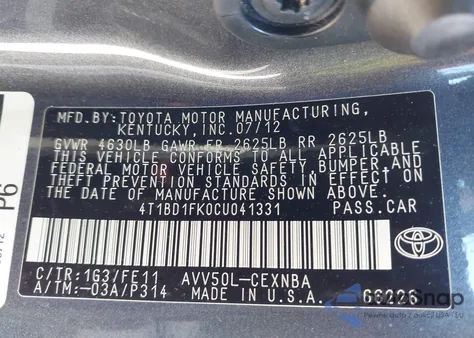 MFD. BY: TOYOTA MOTOR MANUFACTURING,
KENTUCKY, INC. 07/12
GVWR 4630LB GAWR FR 2625LB RR 2625LB
THIS VEHICLE CONFORMS TO ALL APPLICABLE
FEDERAL MOTOR VEHICLE SAFETY, BUMPER, AND
THEFT PREVENTION STANDARDS IN EFFECT ON
THE DATE OF MANUFACTURE SHOWN ABOVE.
4T1BD1FK0CU041331 PASS.CAR
C/TR: 1G3/FE11 AVV50L-CEXNBA
A/TM: -03A/P314 MADE IN U.S.A.
TOYOTA
P6